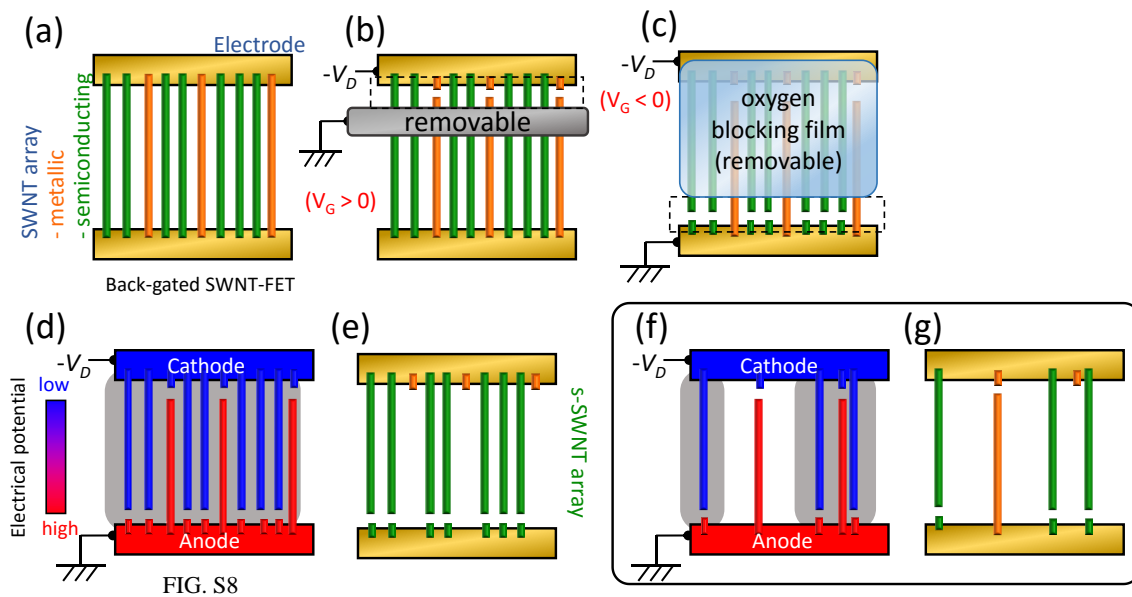 (a)
Electrode
SWNT array
- metallic
- semiconducting
Back-gated SWNT-FET
(b)
-V_D
removable
(V_G > 0)
(c)
-V_D
(V_G < 0)
oxygen
blocking film
(removable)
(d)
-V_D
Cathode
low
Electrical potential
high
Anode
(e)
s-SWNT array
(f)
-V_D
Cathode
Anode
(g)
FIG. S8